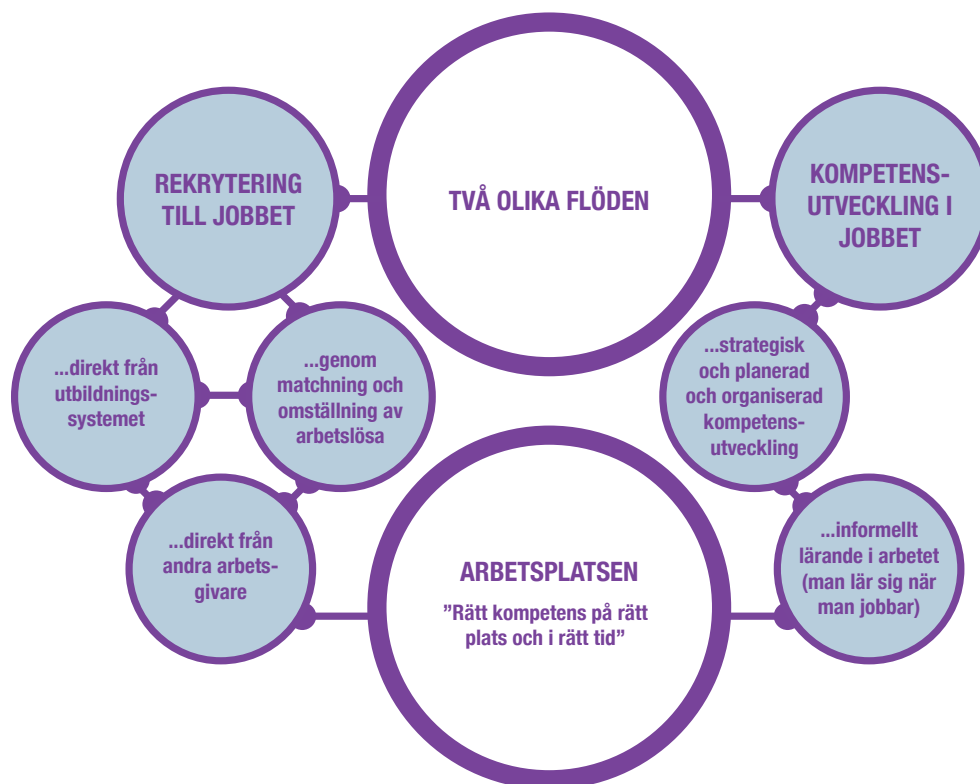 REKRYTERING
TILL JOBBET
TVÅ OLIKA FLÖDEN
KOMPETENS-
UTVECKLING I
JOBBET
...direkt från
utbildnings-
systemet
...genom
matchning och
omställning av
arbetslösa
...strategisk
och planerad
och organiserad
kompetens-
utveckling
...direkt från
andra arbets-
givare
ARBETSPLATSEN
”Rätt kompetens på rätt
plats och i rätt tid”
...informellt
lärande i arbetet
(man lär sig när
man jobbar)